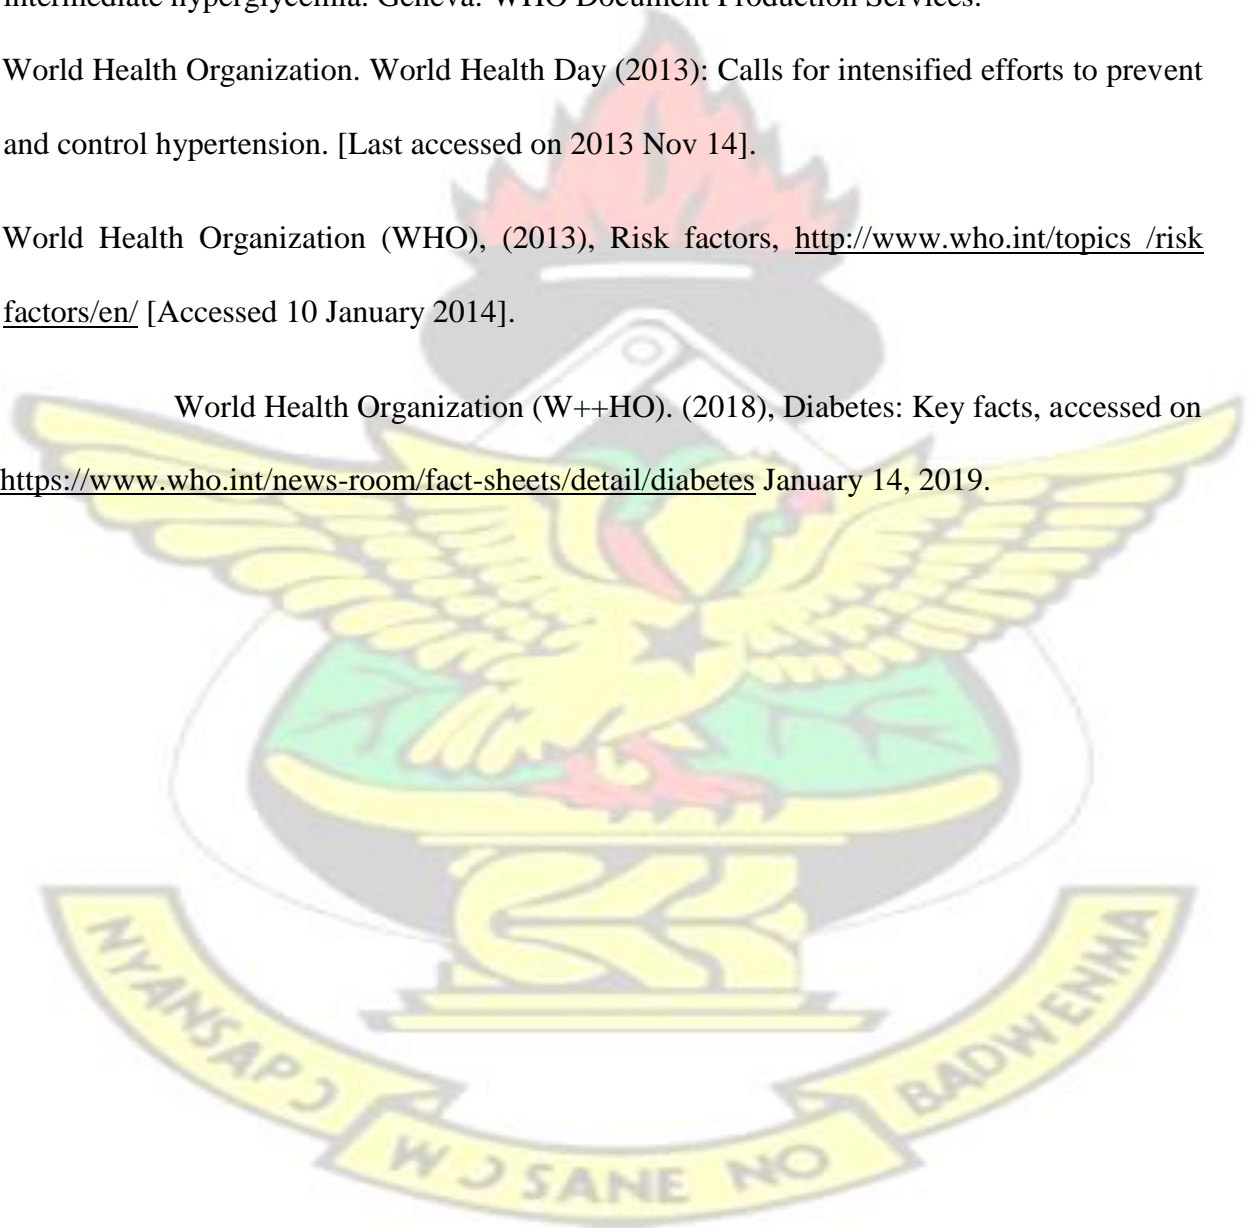 intermediate hyperglycemia. Geneva: WHO Document Production Services.
World Health Organization. World Health Day (2013): Calls for intensified efforts to prevent
and control hypertension. [Last accessed on 2013 Nov 14].
World Health Organization (WHO), (2013), Risk factors, http://www.who.int/topics /risk
factors/en/ [Accessed 10 January 2014].
World Health Organization (W++HO). (2018), Diabetes: Key facts, accessed on
https://www.who.int/news-room/fact-sheets/detail/diabetes January 14, 2019.
NYANSAPƆ WƆSANE NO BADWENMA